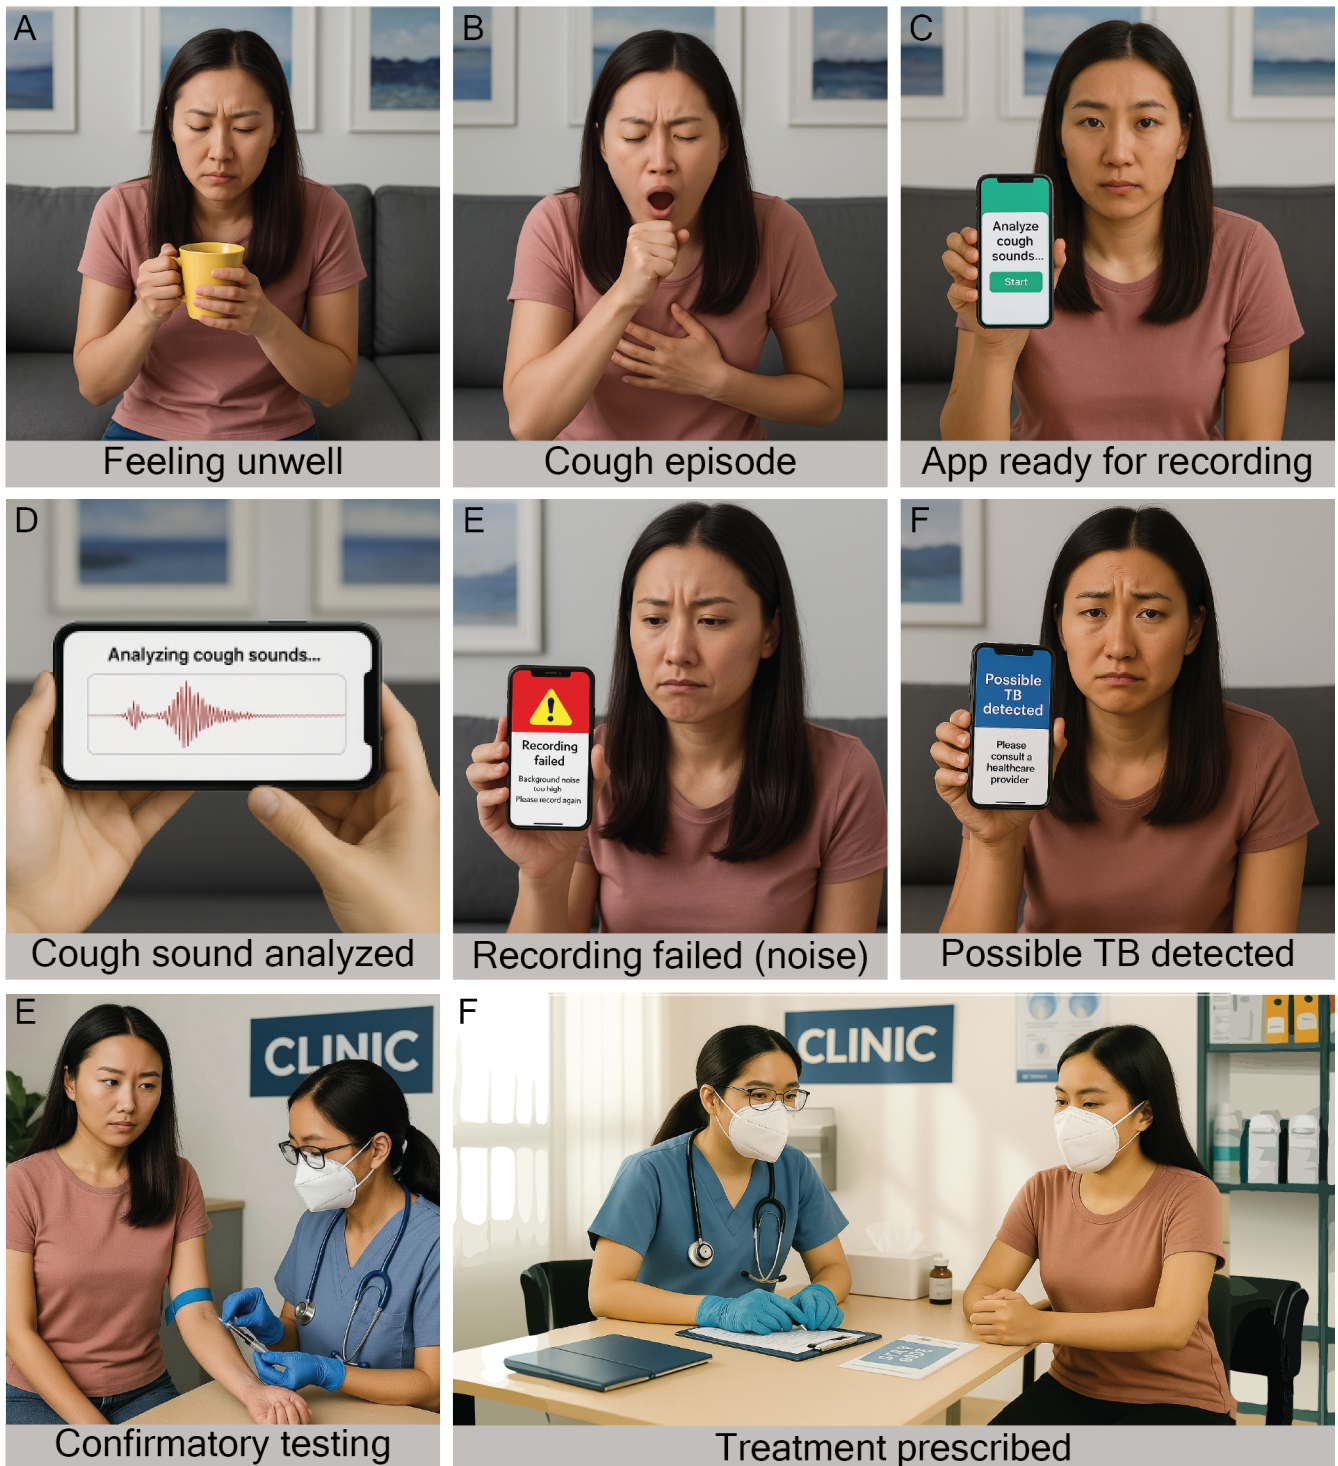 A
Feeling unwell
B
Cough episode
C
Analyze
cough
sounds...
Start
App ready for recording
D
Analyzing cough sounds...
Cough sound analyzed
E
Recording
failed
Background noise
too high
Please record again
Recording failed (noise)
F
Possible
TB
detected
Please
consult a
healthcare
provider
Possible TB detected
E
CLINIC
Confirmatory testing
F
CLINIC
Treatment prescribed